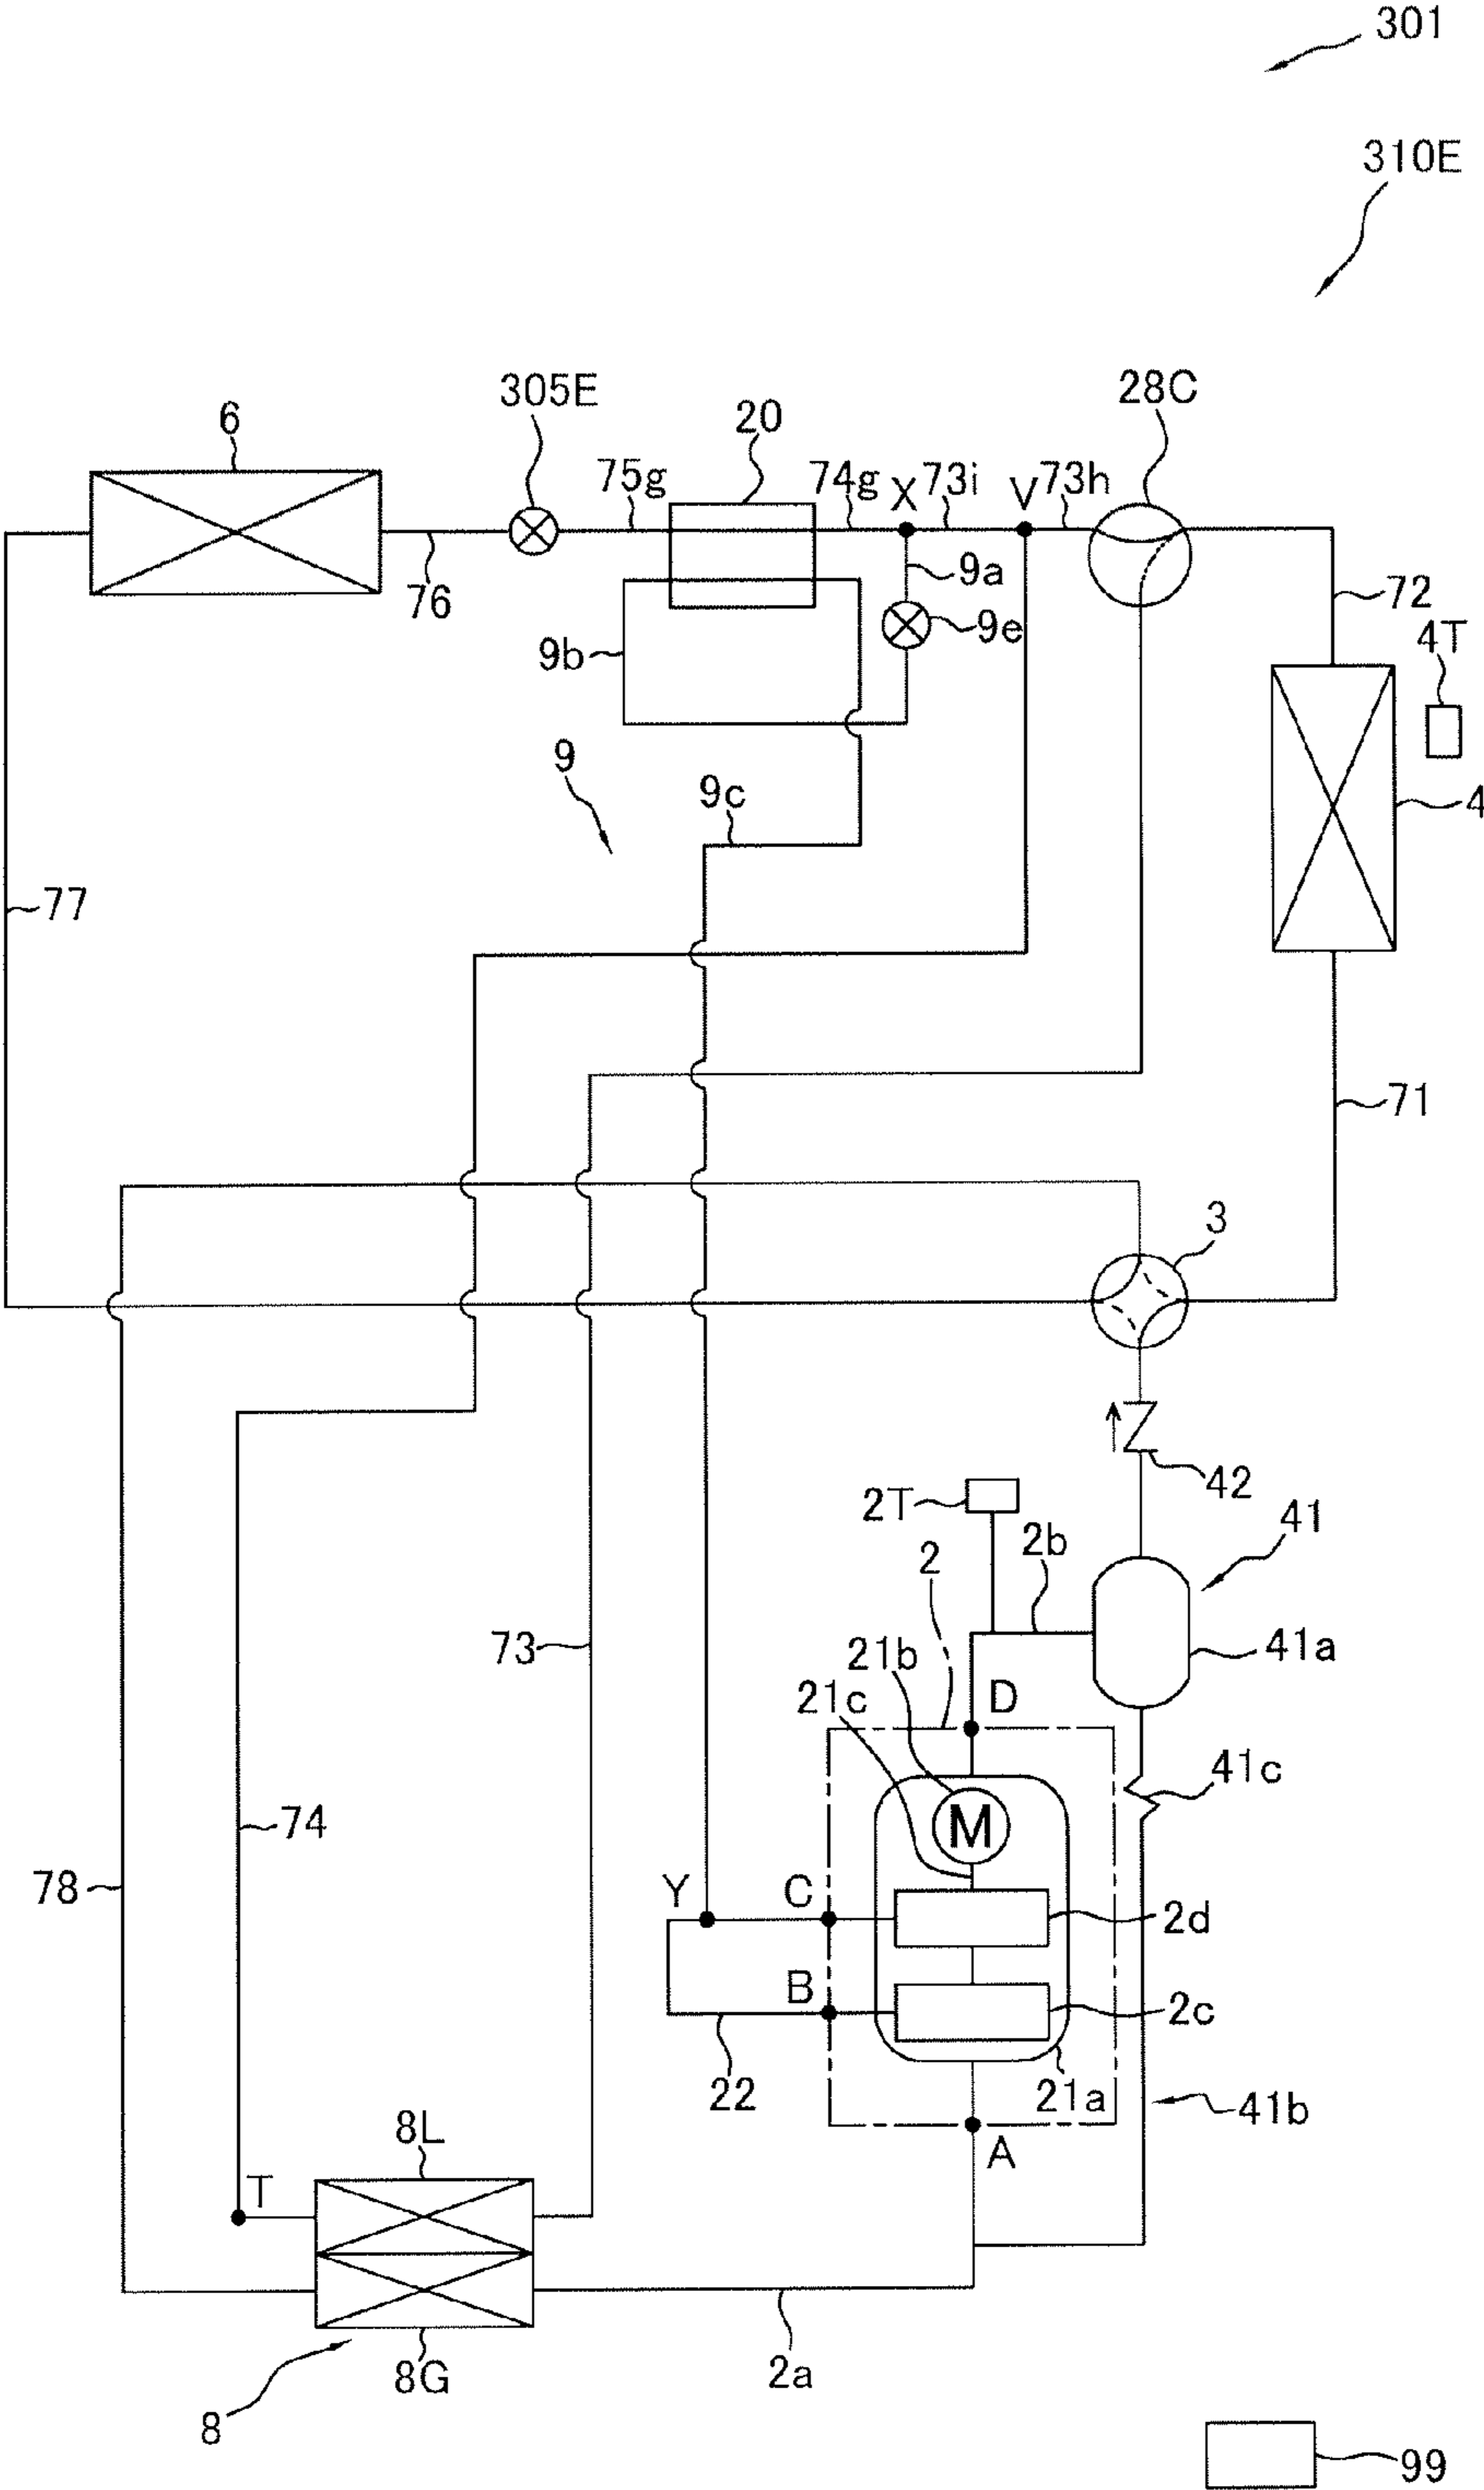 301
310E
28C
305E
20
6
75g
74g
X
73i
V
73h
9a
76
72
9e
4T
9b
9
9c
4
77
71
3
42
2T
2b
41
2
73
21b
41a
21c
D
41c
M
74
78
Y
C
2d
B
2c
22
21a
41b
8L
A
T
2a
8G
8
99